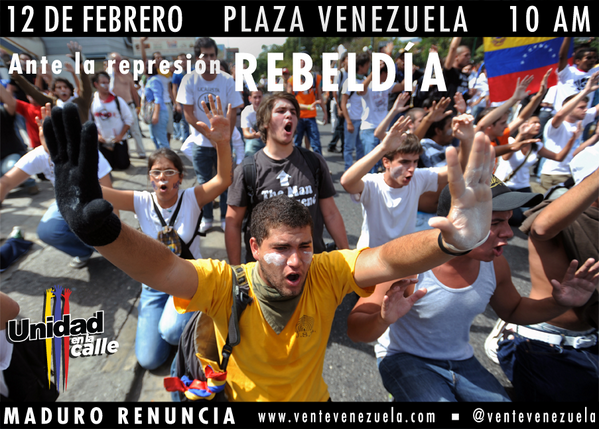 12 DE FEBRERO PLAZA VENEZUELA 10 AM
Ante la represión REBELDÍA
The Man
Unidad
en la
calle
MADURO RENUNCIA www.ventevenezuela.com ■ @ventevenezuela